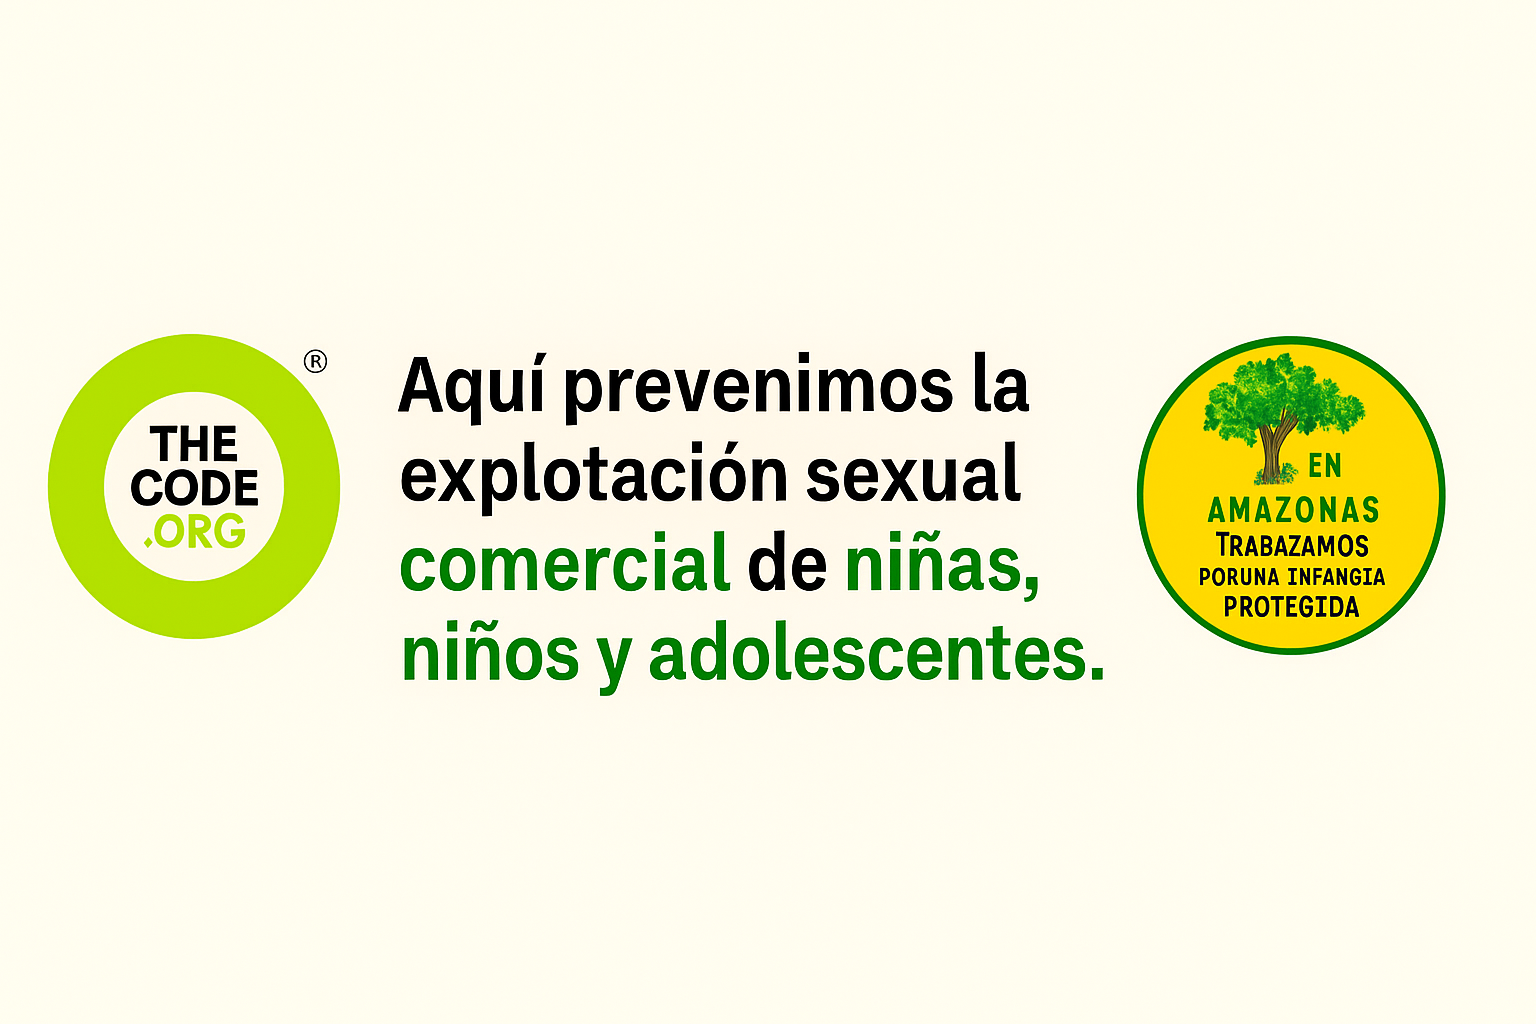 THE
CODE
.ORG
®
Aquí prevenimos la
explotación sexual
comercial de niñas,
niños y adolescentes.
EN
AMAZONAS
TRABAZAMOS
PORUNA INFANGIA
PROTEGIDA